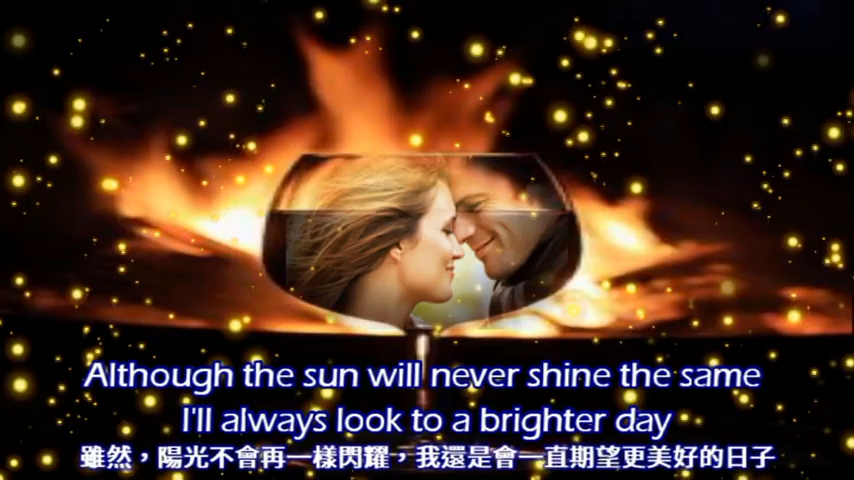 Although the sun will never shine the same
I'll always look to a brighter day
雖然，陽光不會再一樣閃耀，我還是會一直期望更美好的日子